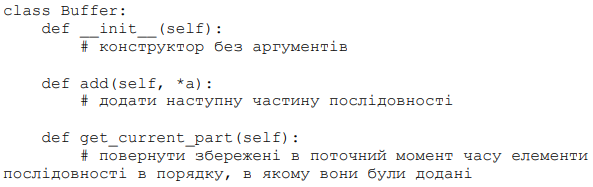 class Buffer:
    def __init__(self):
        # конструктор без аргументів

    def add(self, *a):
        # додати наступну частину послідовності

    def get_current_part(self):
        # повернути збережені в поточний момент часу елементи
послідовності в порядку, в якому вони були додані